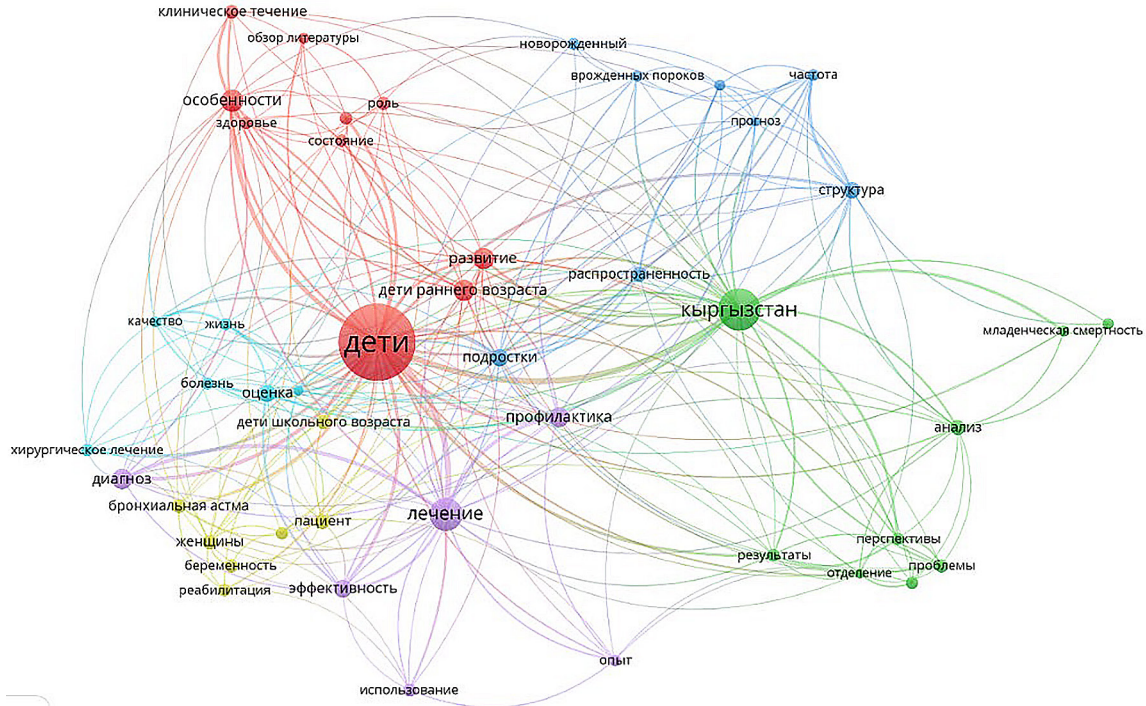 клиническое течение
обзор литературы
новорожденный
врожденных пороков
частота
особенности
роль
здоровье
прогноз
состояние
структура
развитие
распространенность
дети раннего возраста
кыргызстан
качество
жизнь
младенческая смертность
дети
подростки
болезнь
оценка
профилактика
дети школьного возраста
анализ
хирургическое лечение
диагноз
бронхиальная астма
лечение
пациент
женщины
перспективы
результаты
беременность
проблемы
отделение
реабилитация
эффективность
опыт
использование